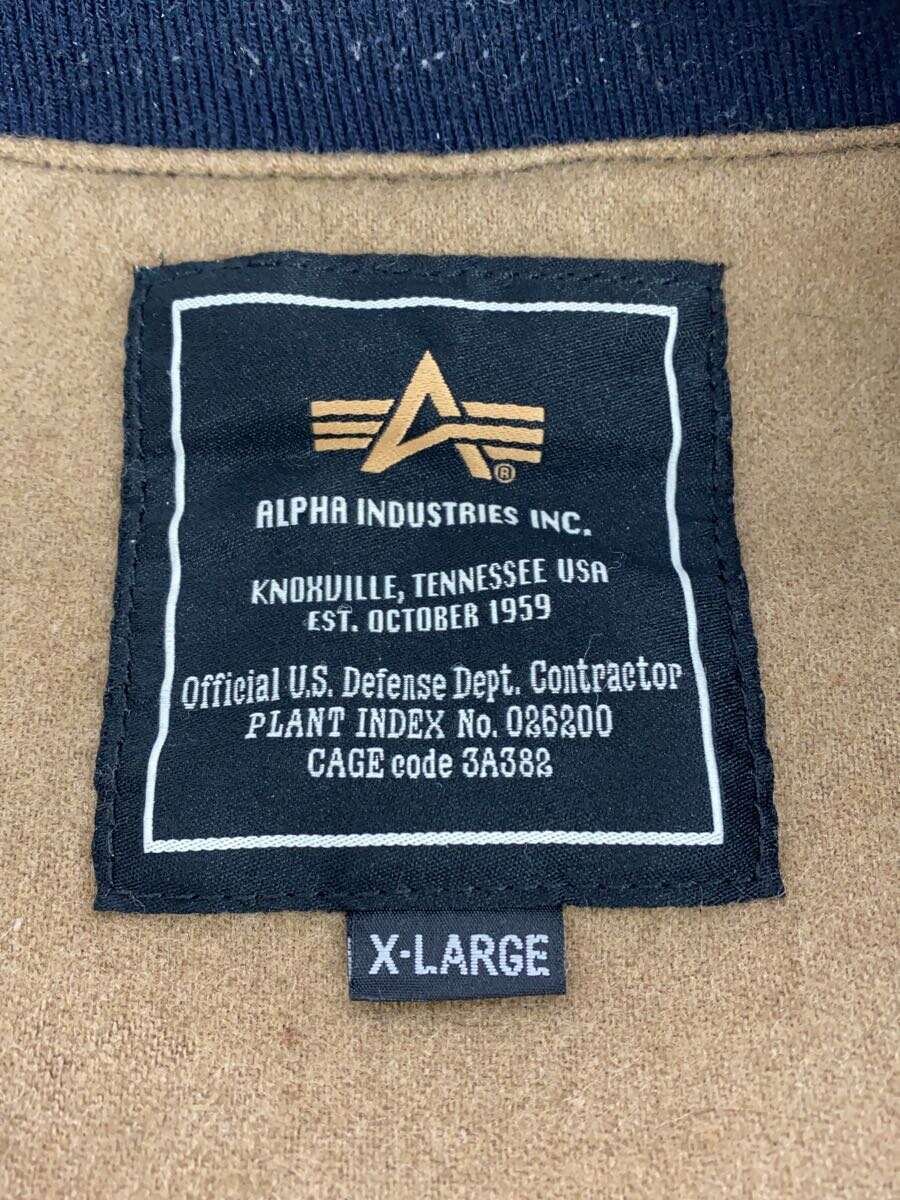 ®
ALPHA INDUSTRIES INC.
KNOXVILLE, TENNESSEE USA
EST. OCTOBER 1959
Official U.S. Defense Dept. Contractor
PLANT INDEX No. 026200
CAGE code 3A382
X-LARGE